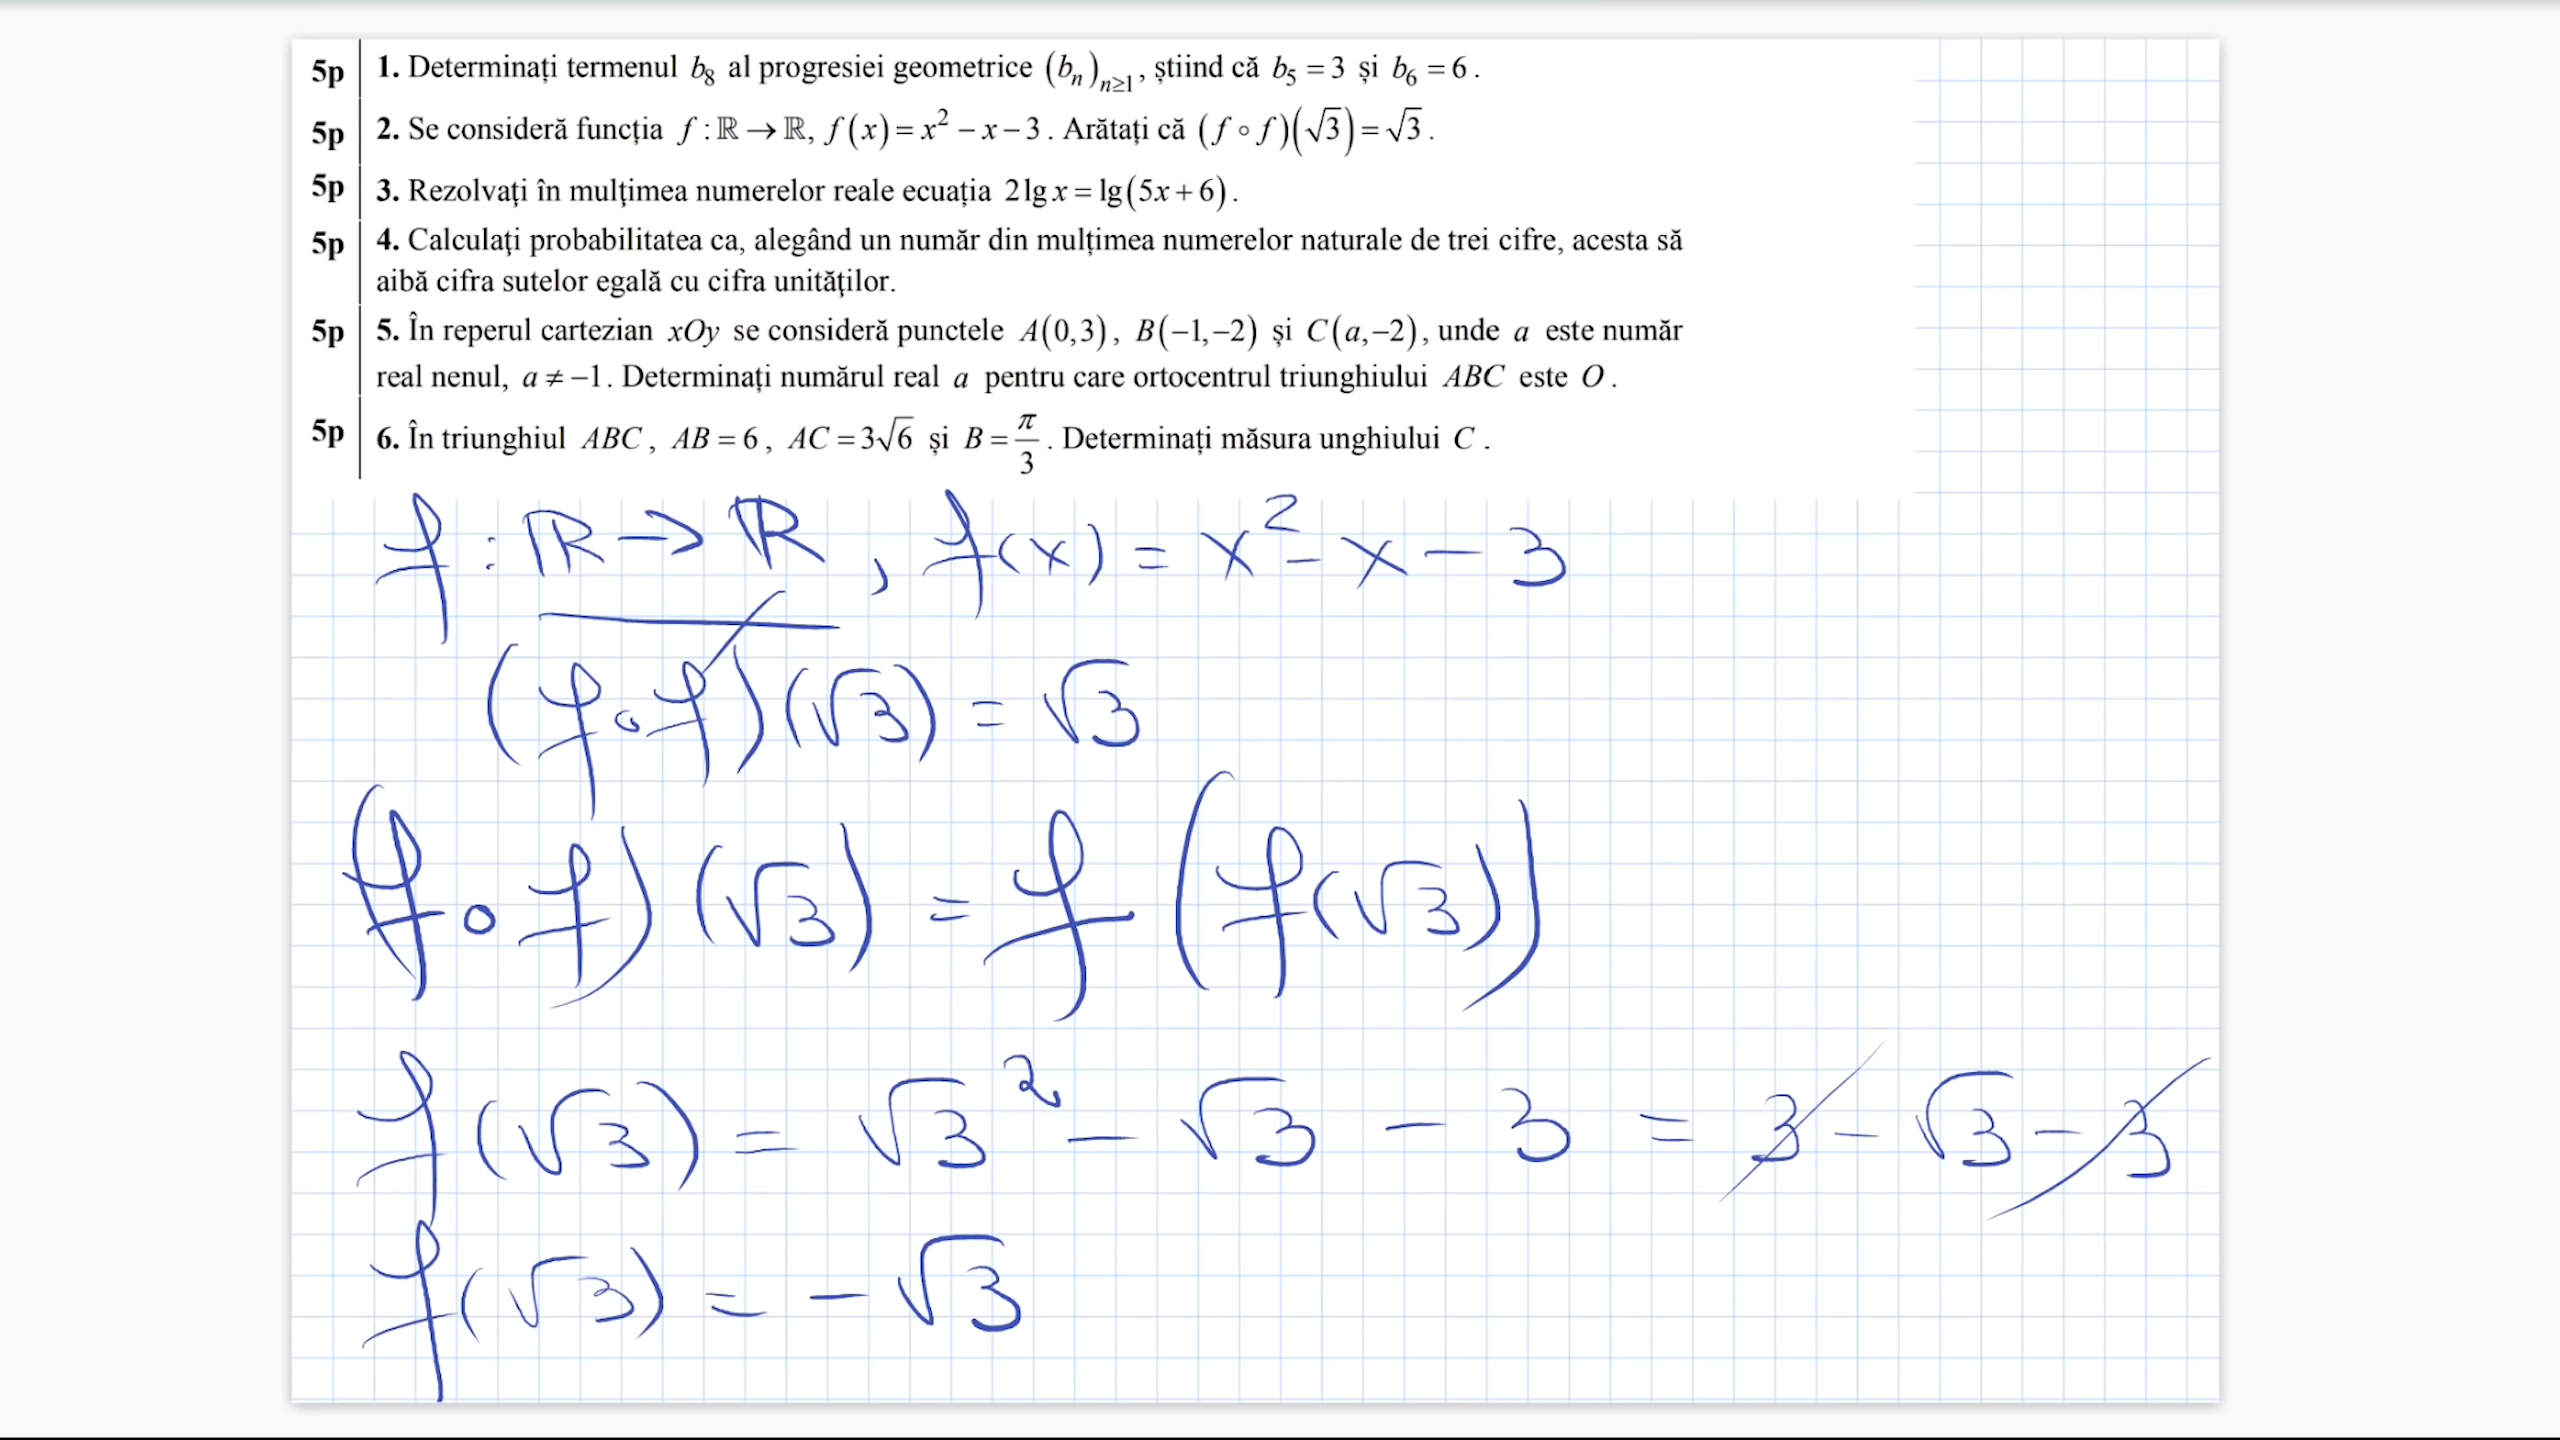 5p 1. Determinați termenul b₈ al progresiei geometrice (bₙ)ₙ≥₁, știind că b₅ = 3 și b₆ = 6.
5p 2. Se consideră funcția f : ℝ → ℝ, f(x) = x² − x − 3. Arătați că (f ∘ f)(√3) = √3.
5p 3. Rezolvați în mulțimea numerelor reale ecuația 2 lg x = lg(5x + 6).
5p 4. Calculați probabilitatea ca, alegând un număr din mulțimea numerelor naturale de trei cifre, acesta să
aibă cifra sutelor egală cu cifra unităților.
5p 5. În reperul cartezian xOy se consideră punctele A(0,3), B(−1,−2) și C(a,−2), unde a este număr
real nenul, a ≠ −1. Determinați numărul real a pentru care ortocentrul triunghiului ABC este O.
5p 6. În triunghiul ABC, AB = 6, AC = 3√6 și B = π/3. Determinați măsura unghiului C.
f : ℝ → ℝ, f(x) = x² − x − 3
(f ∘ f)(√3) = √3
(f ∘ f)(√3) = f(f(√3))
f(√3) = √3² − √3 − 3 = 3 − √3 − 3
f(√3) = − √3